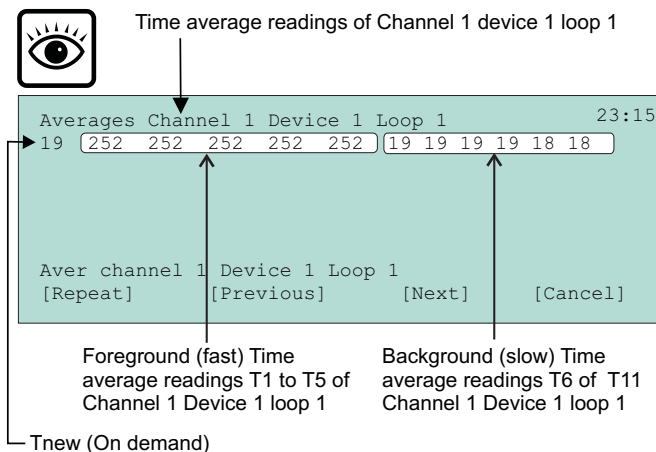 Time average readings of Channel 1 device 1 loop 1
Averages Channel 1 Device 1 Loop 1 23:15
19 252 252 252 252 252 19 19 19 19 18 18
Aver channel 1 Device 1 Loop 1
[Repeat] [Previous] [Next] [Cancel]
Foreground (fast) Time
average readings T1 to T5 of
Channel 1 Device 1 loop 1
Background (slow) Time
average readings T6 of T11
Channel 1 Device 1 loop 1
Tnew (On demand)